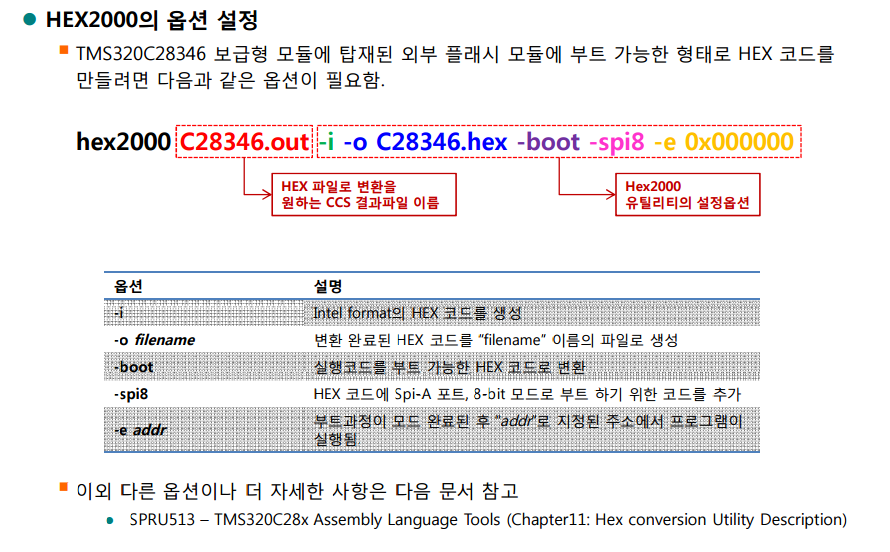 HEX2000의 옵션 설정
TMS320C28346 보급형 모듈에 탑재된 외부 플래시 모듈에 부트 가능한 형태로 HEX 코드를
만들려면 다음과 같은 옵션이 필요함.
hex2000 C28346.out -i -o C28346.hex -boot -spi8 -e 0x000000
HEX 파일로 변환을
원하는 CCS 결과파일 이름
Hex2000
유틸리티의 설정옵션
옵션 설명
-i Intel format의 HEX 코드를 생성
-o filename 변환 완료된 HEX 코드를 "filename" 이름의 파일로 생성
-boot 실행코드를 부트 가능한 HEX 코드로 변환
-spi8 HEX 코드에 Spi-A 포트, 8-bit 모드로 부트 하기 위한 코드를 추가
-e addr 부트과정이 모드 완료된 후 "addr"로 지정된 주소에서 프로그램이
실행됨
이외 다른 옵션이나 더 자세한 사항은 다음 문서 참고
SPRU513 – TMS320C28x Assembly Language Tools (Chapter11: Hex conversion Utility Description)